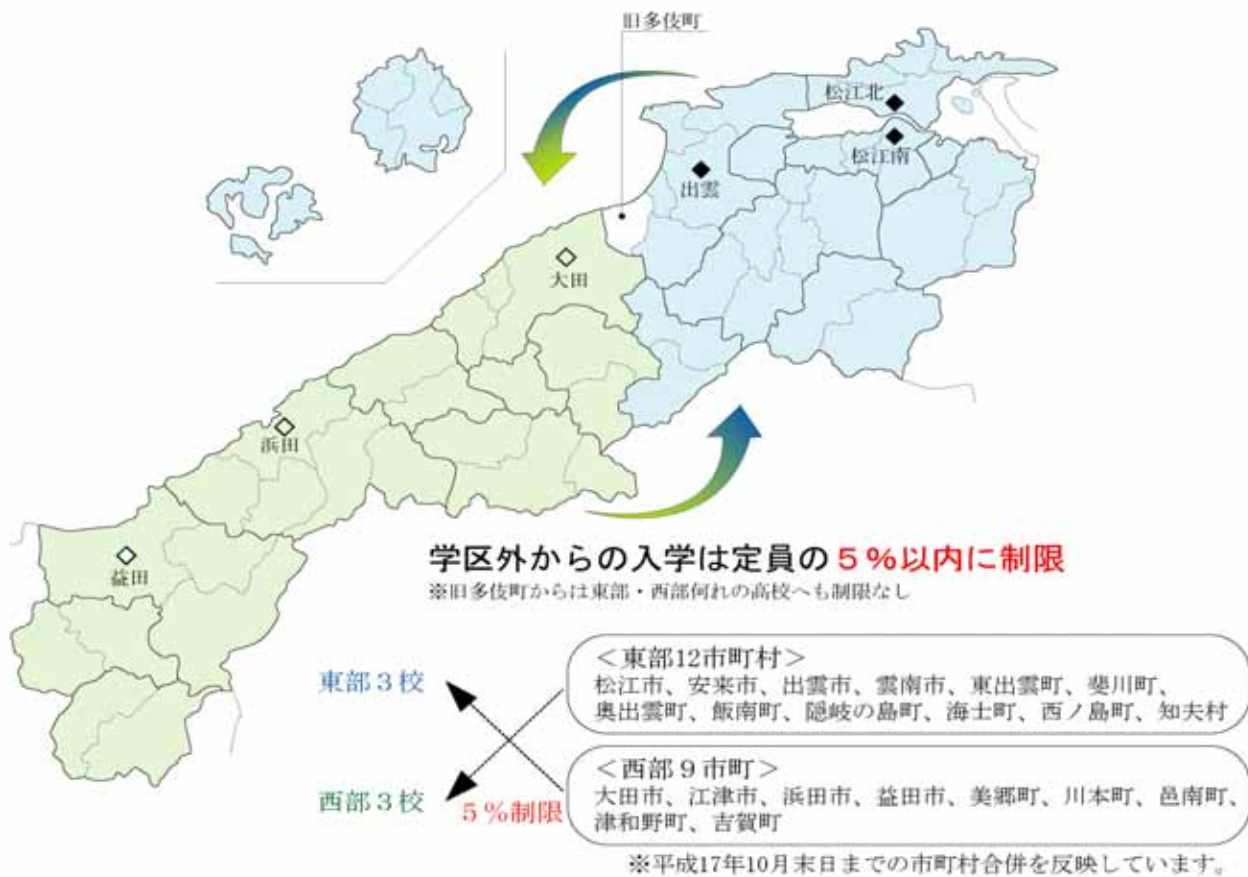 旧多伎町
松江北
松江南
出雲
大田
浜田
益田
学区外からの入学は定員の５％以内に制限
※旧多伎町からは東部・西部何れの高校へも制限なし
東部３校
＜東部12市町村＞
松江市、安来市、出雲市、雲南市、東出雲町、斐川町、
奥出雲町、飯南町、隠岐の島町、海士町、西ノ島町、知夫村
西部３校
５％制限
＜西部９市町＞
大田市、江津市、浜田市、益田市、美郷町、川本町、邑南町、
津和野町、吉賀町
※平成17年10月末日までの市町村合併を反映しています。